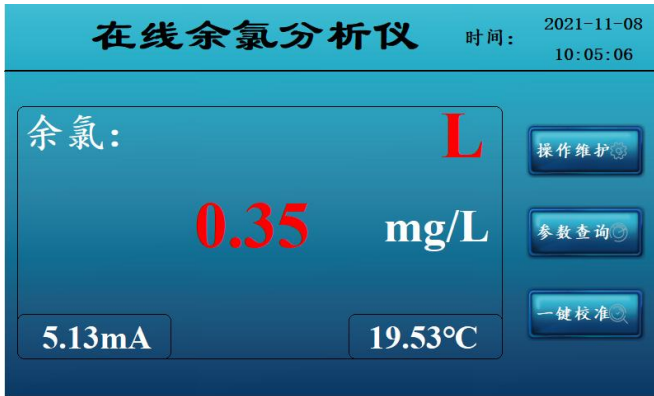 在线余氯分析仪
时间：
2021-11-08
10:05:06
余氯：
L
0.35
mg/L
5.13mA
19.53℃
操作维护
参数查询
一键校准